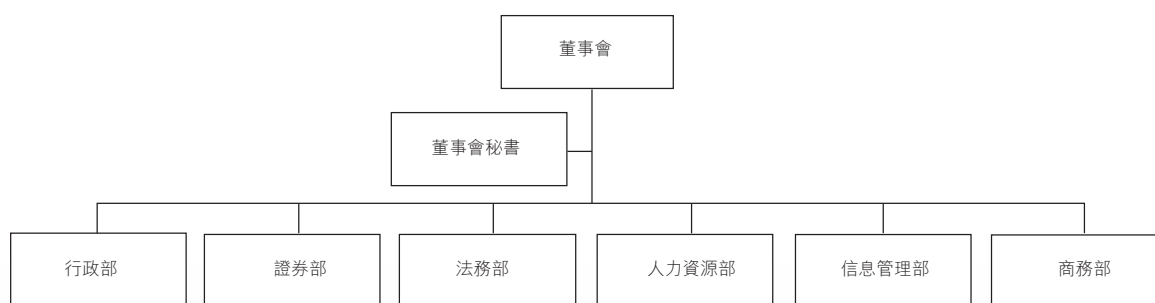 董事會
董事會秘書
行政部
證券部
法務部
人力資源部
信息管理部
商務部